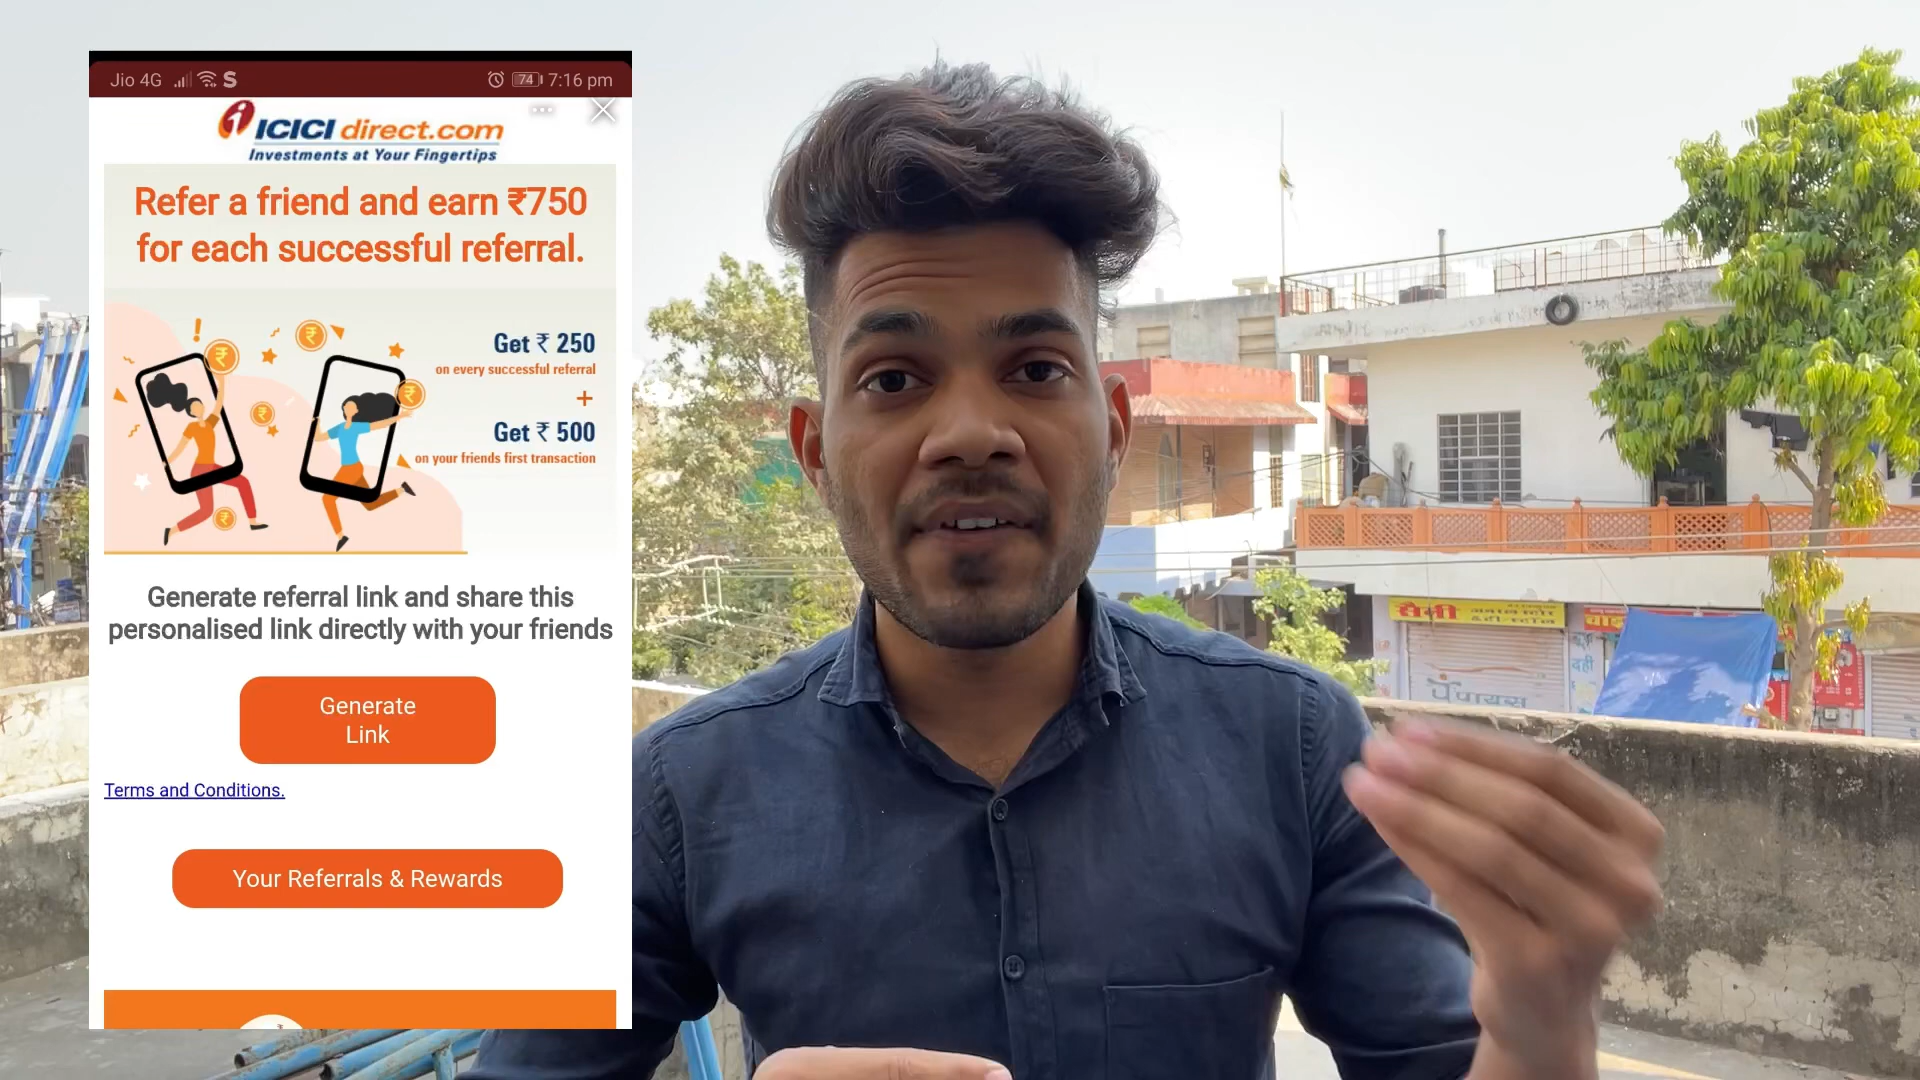 Jio 4G
S
74
7:16 pm
i ICICI direct.com
Investments at Your Fingertips
Refer a friend and earn ₹750
for each successful referral.
Get ₹ 250
on every successful referral
+
Get ₹ 500
on your friends first transaction
Generate referral link and share this
personalised link directly with your friends
Generate
Link
Terms and Conditions.
Your Referrals & Rewards
सैनी
दही